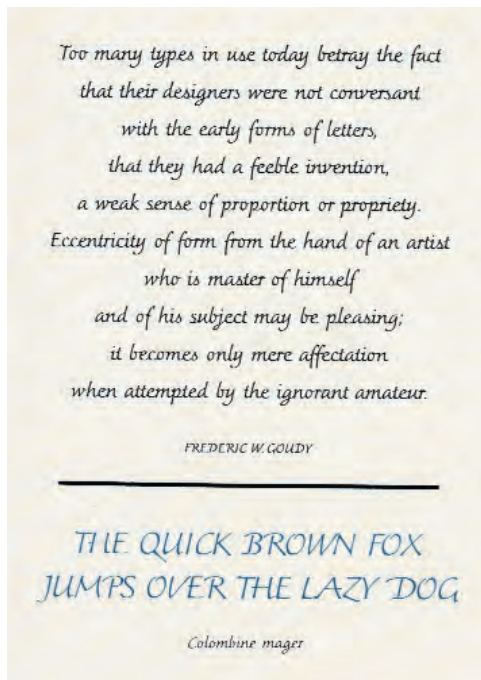 Too many types in use today betray the fact
that their designers were not conversant
with the early forms of letters,
that they had a feeble invention,
a weak sense of proportion or propriety.
Eccentricity of form from the hand of an artist
who is master of himself
and of his subject may be pleasing;
it becomes only mere affectation
when attempted by the ignorant amateur.
FREDERIC W. GOUDY
THE QUICK BROWN FOX
JUMPS OVER THE LAZY DOG
Colombine mager